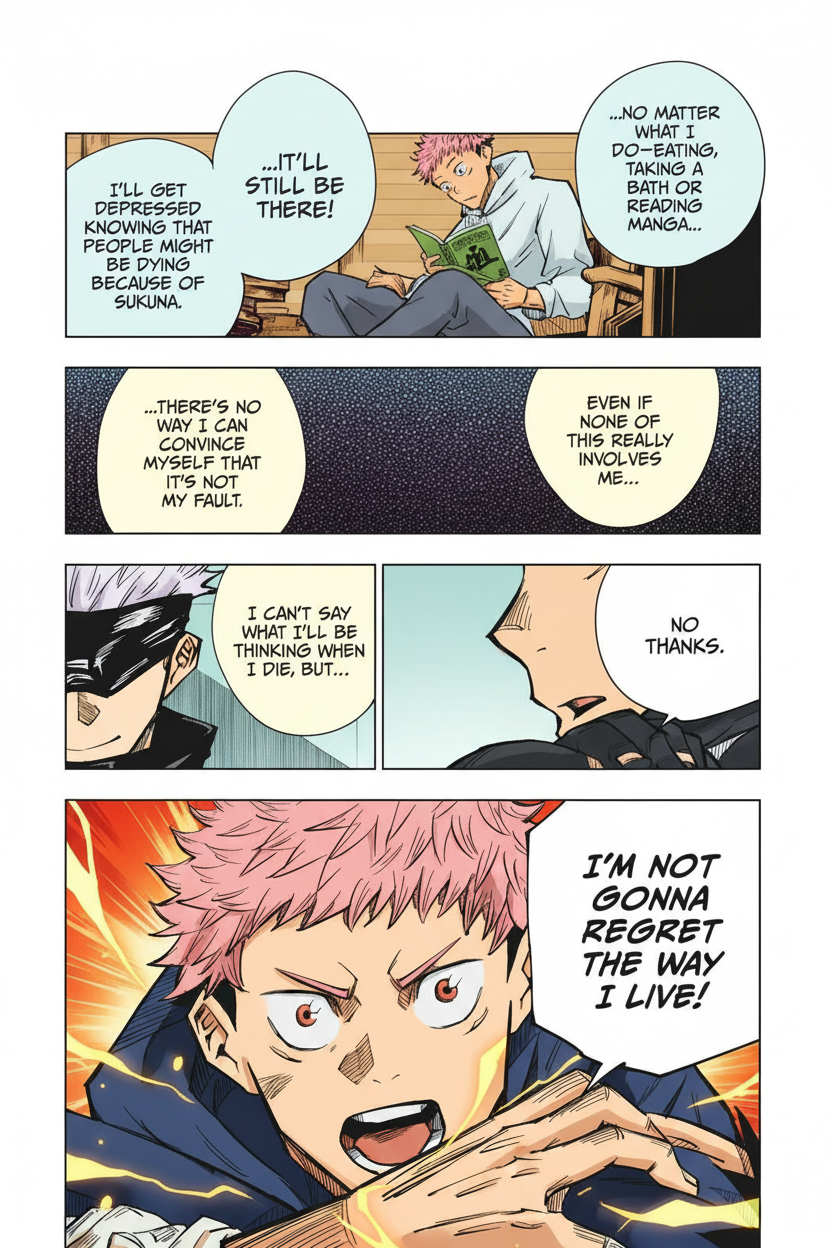 ...NO MATTER
WHAT I
DO—EATING,
TAKING A
BATH OR
READING
MANGA...
...IT'LL
STILL BE
THERE!
I'LL GET
DEPRESSED
KNOWING THAT
PEOPLE MIGHT
BE DYING
BECAUSE OF
SUKUNA.
EVEN IF
NONE OF
THIS REALLY
INVOLVES
ME...
...THERE'S NO
WAY I CAN
CONVINCE
MYSELF THAT
IT'S NOT
MY FAULT.
NO
THANKS.
I CAN'T SAY
WHAT I'LL BE
THINKING WHEN
I DIE, BUT...
I'M NOT
GONNA
REGRET
THE WAY
I LIVE!